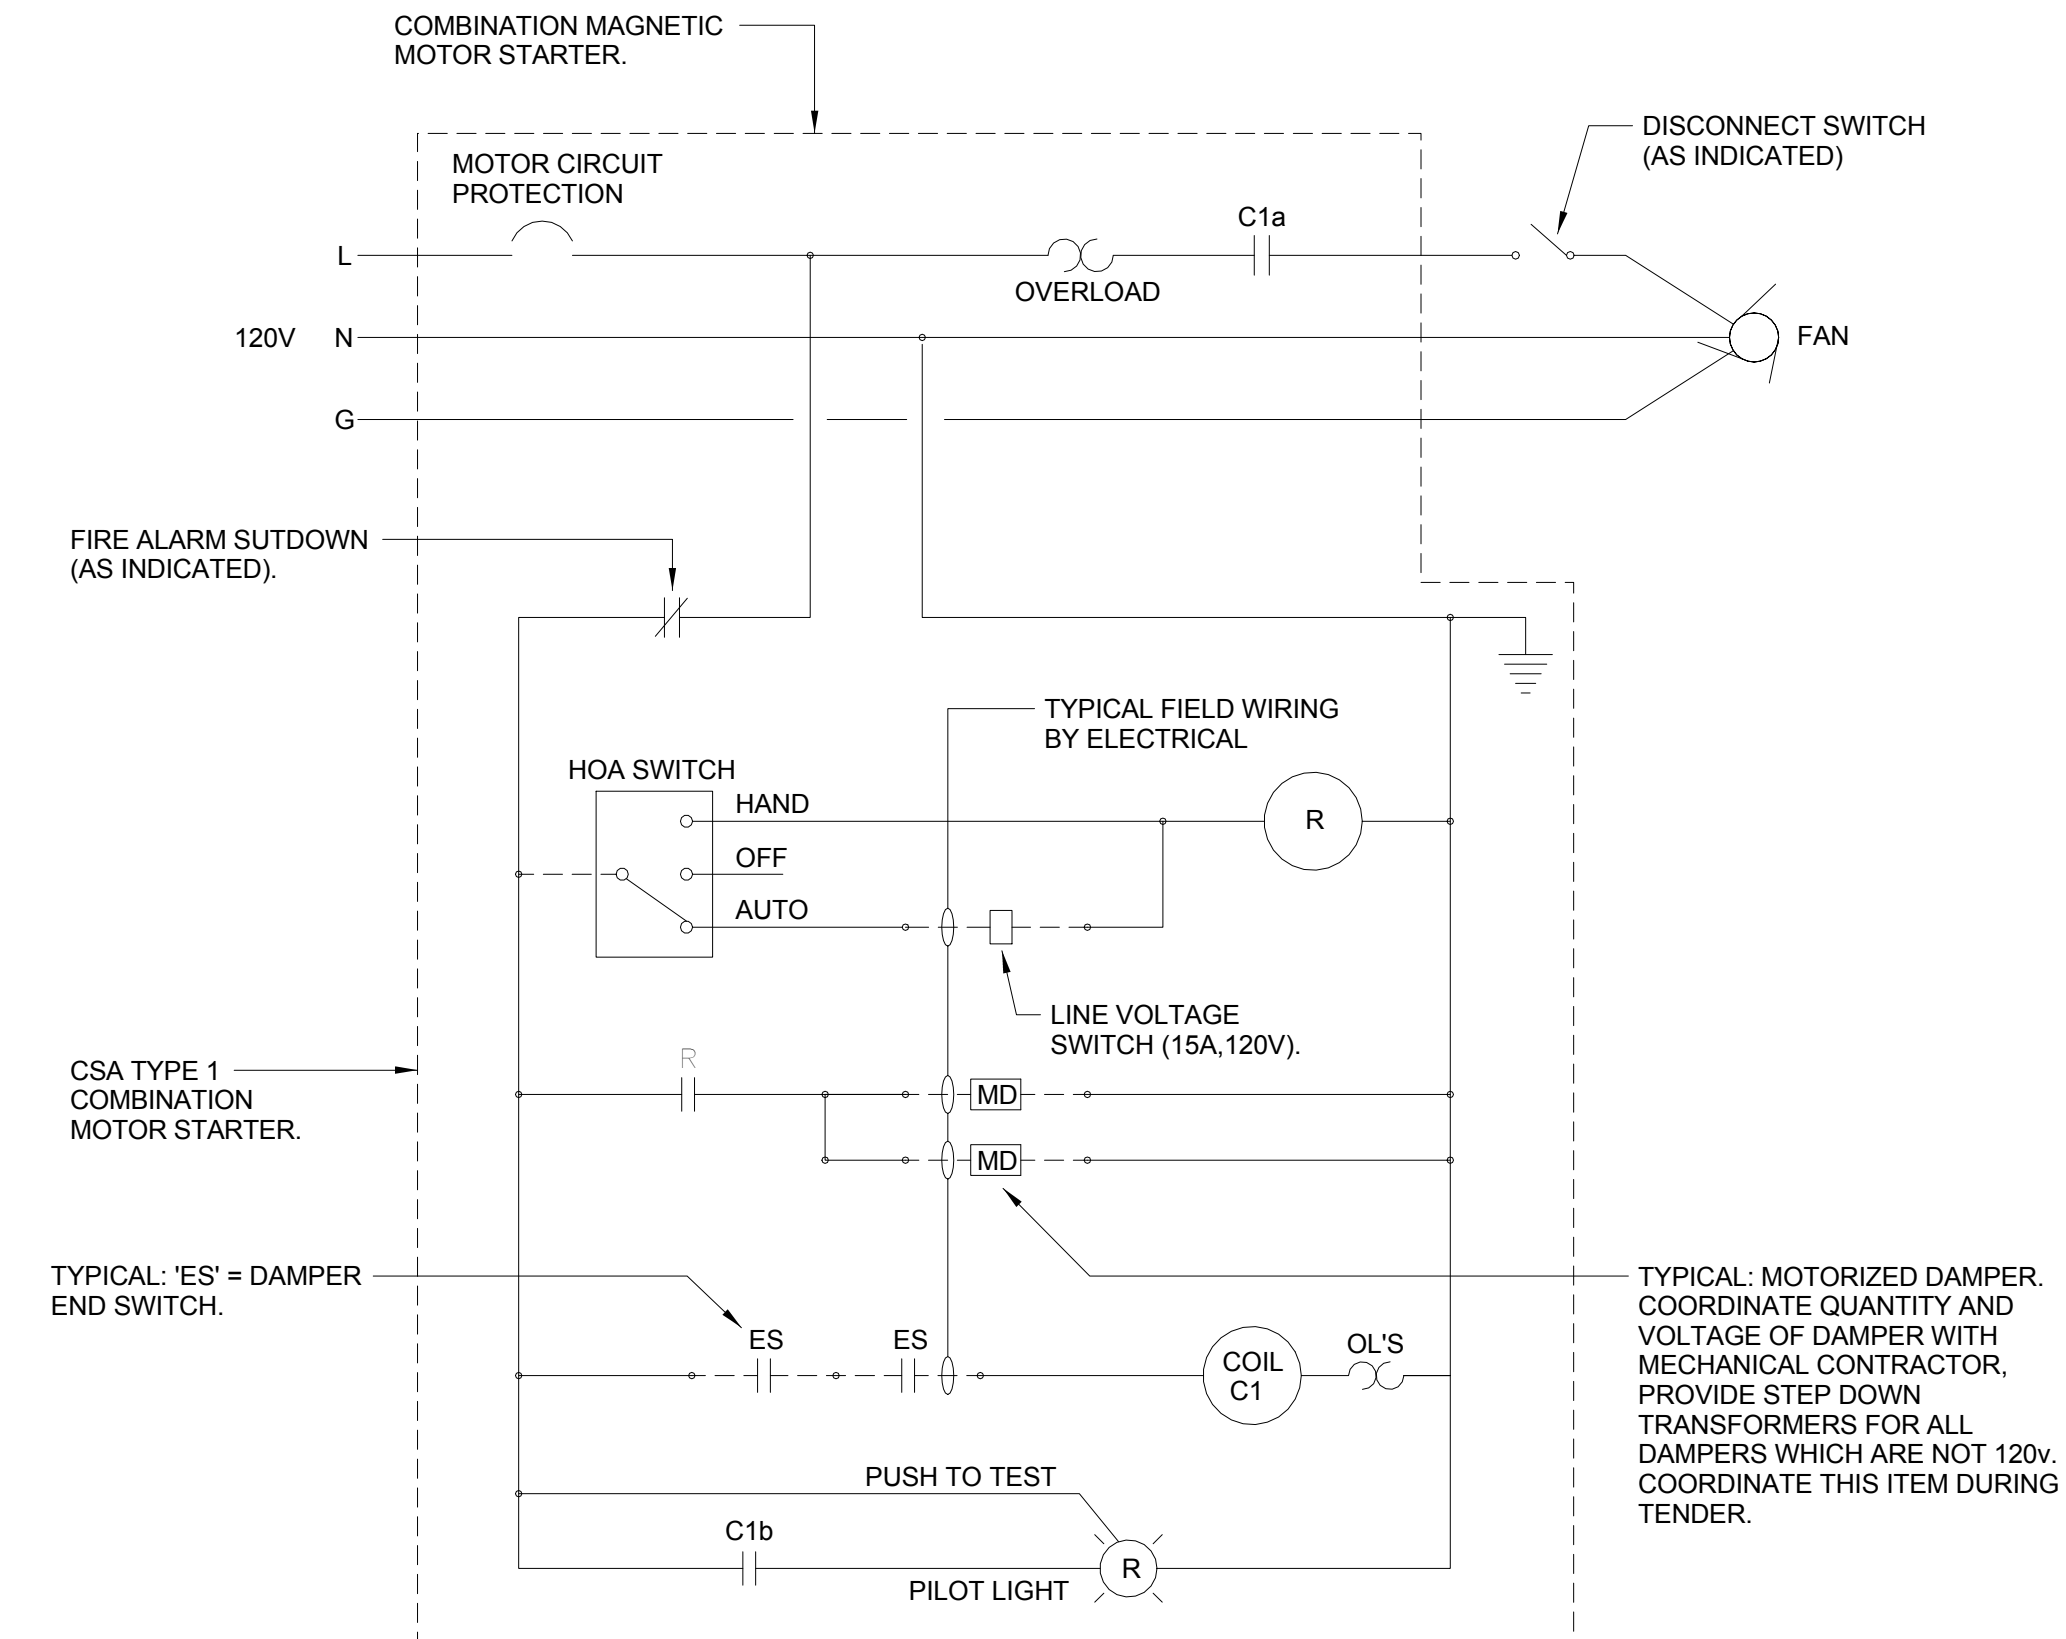 COMBINATION MAGNETIC
MOTOR STARTER.
DISCONNECT SWITCH
(AS INDICATED)
MOTOR CIRCUIT
PROTECTION
C1a
L
OVERLOAD
120V N
FAN
G
FIRE ALARM SUTDOWN
(AS INDICATED).
TYPICAL FIELD WIRING
BY ELECTRICAL
HOA SWITCH
HAND
R
OFF
AUTO
LINE VOLTAGE
SWITCH (15A,120V).
R
CSA TYPE 1
COMBINATION
MOTOR STARTER.
MD
MD
TYPICAL: 'ES' = DAMPER
END SWITCH.
TYPICAL: MOTORIZED DAMPER.
COORDINATE QUANTITY AND
VOLTAGE OF DAMPER WITH
MECHANICAL CONTRACTOR,
PROVIDE STEP DOWN
TRANSFORMERS FOR ALL
DAMPERS WHICH ARE NOT 120v.
COORDINATE THIS ITEM DURING
TENDER.
ES
ES
COIL
C1
OL'S
PUSH TO TEST
C1b
R
PILOT LIGHT